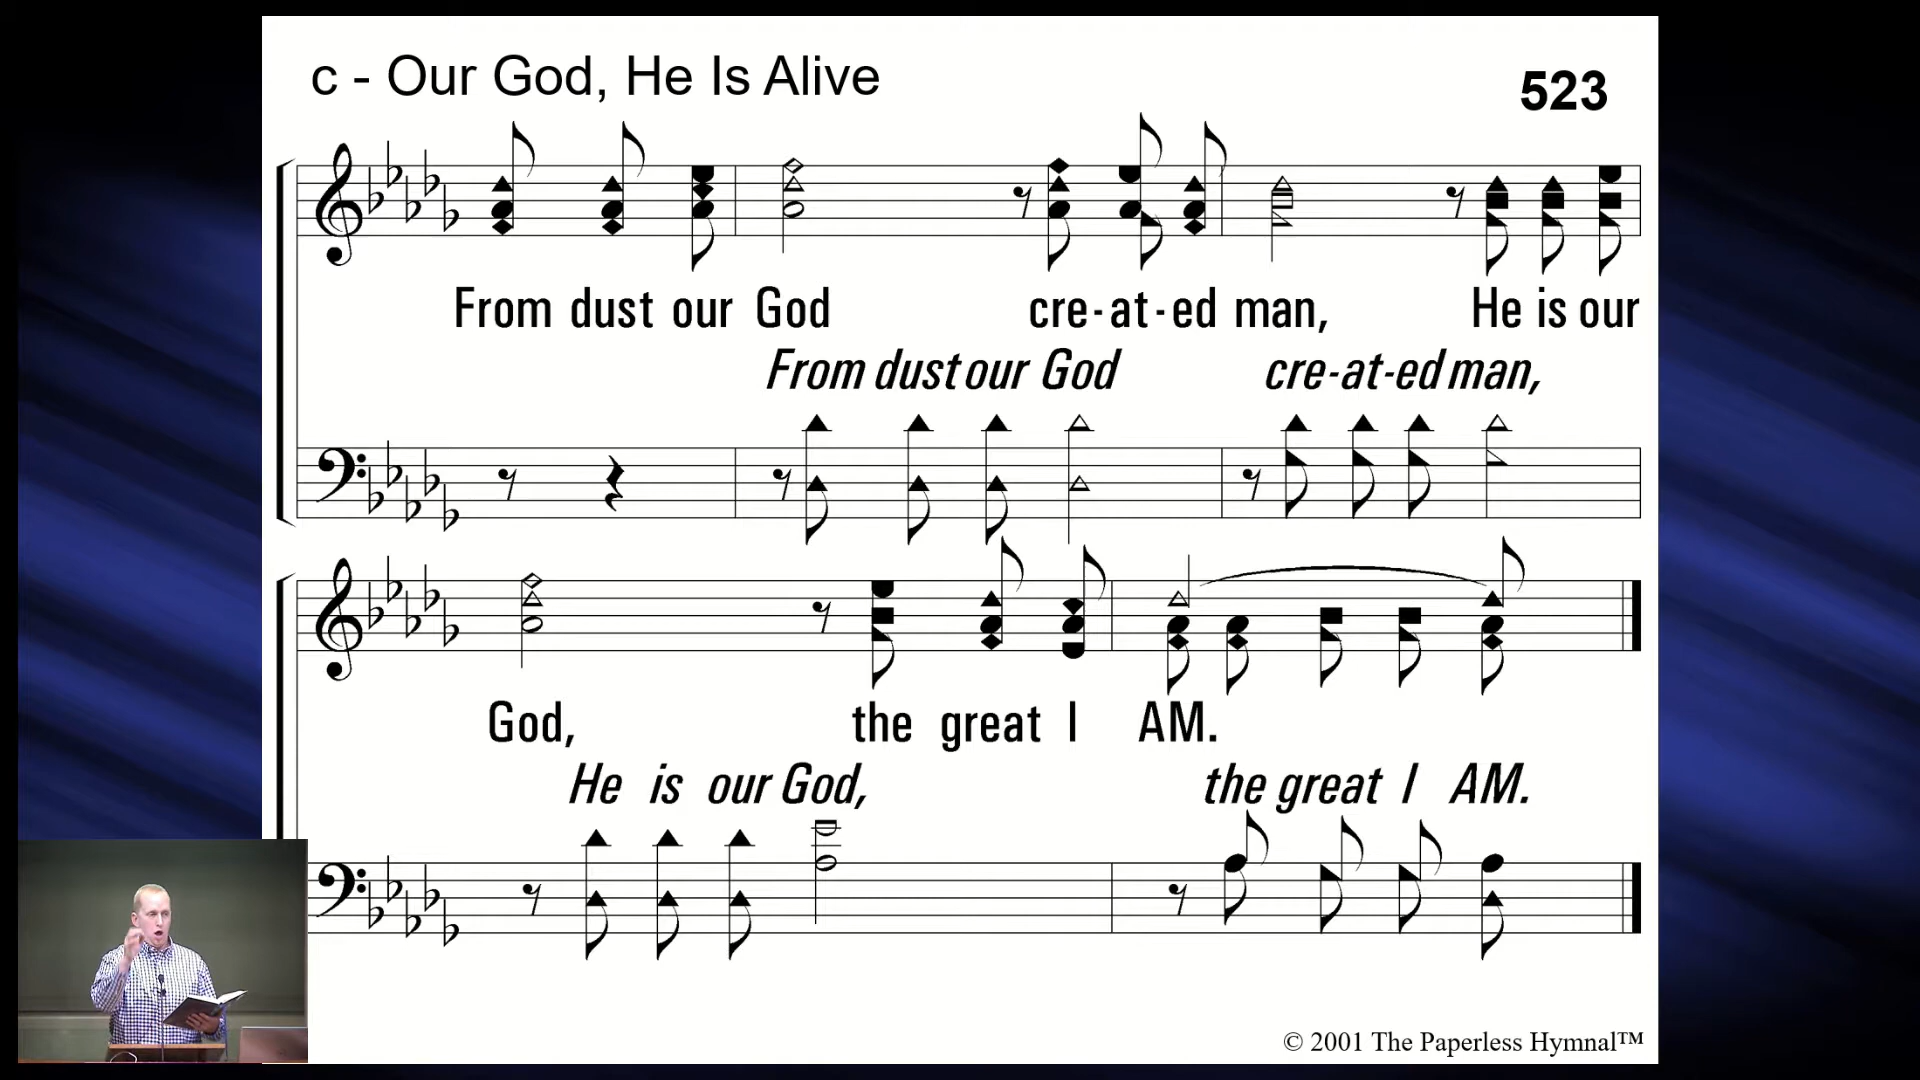 c - Our God, He Is Alive
523
From dust our God cre-at-ed man, He is our
From dust our God cre-at-ed man,
God, the great I AM.
He is our God, the great I AM.
© 2001 The Paperless Hymnal™